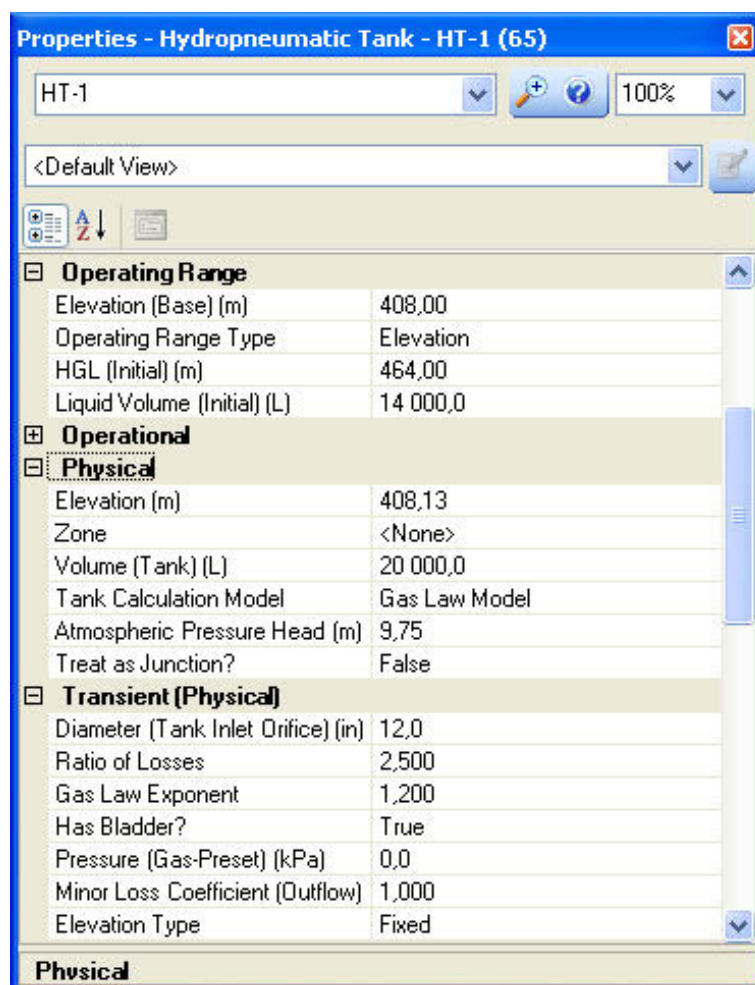 Properties - Hydropneumatic Tank - HT-1 (65)
HT-1 100%
<Default View>
Operating Range
Elevation (Base) (m) 408,00
Operating Range Type Elevation
HGL (Initial) (m) 464,00
Liquid Volume (Initial) (L) 14 000,0
Operational
Physical
Elevation (m) 408,13
Zone <None>
Volume (Tank) (L) 20 000,0
Tank Calculation Model Gas Law Model
Atmospheric Pressure Head (m) 9,75
Treat as Junction? False
Transient (Physical)
Diameter (Tank Inlet Orifice) (in) 12,0
Ratio of Losses 2,500
Gas Law Exponent 1,200
Has Bladder? True
Pressure (Gas-Preset) (kPa) 0,0
Minor Loss Coefficient (Outflow) 1,000
Elevation Type Fixed
Physical